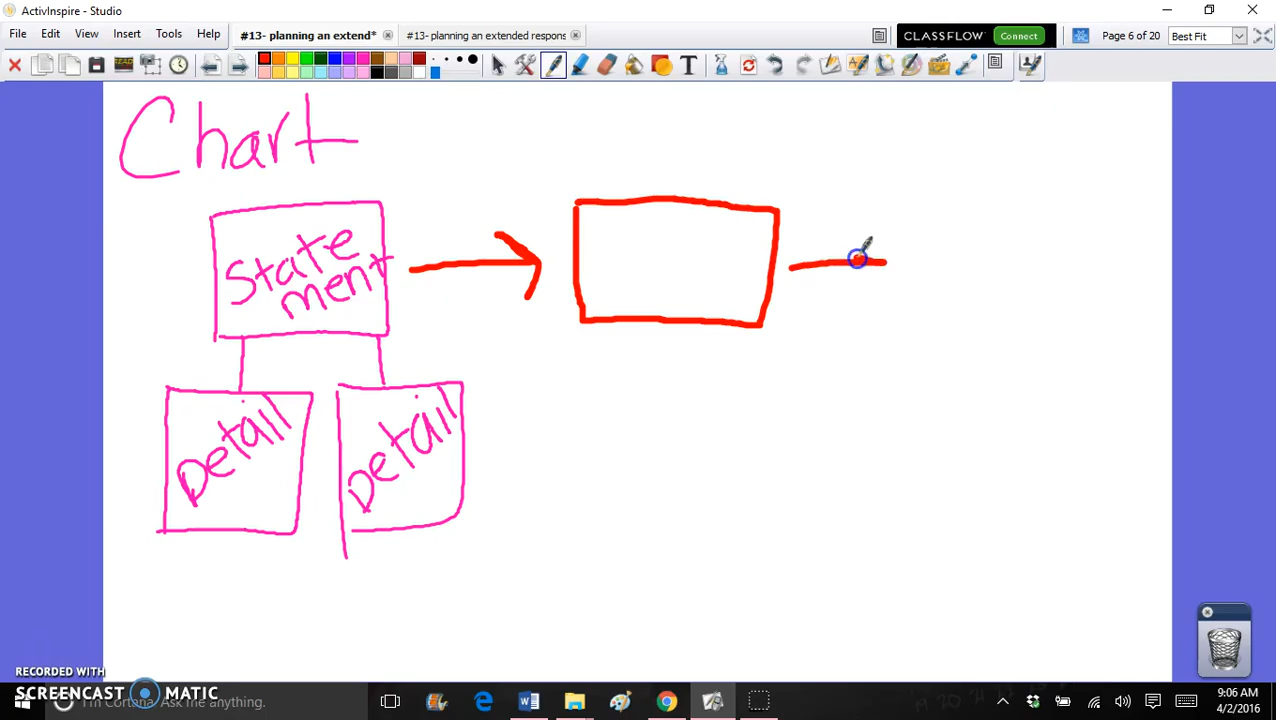 ActivInspire - Studio
File Edit View Insert Tools Help #13- planning an extend* #13- planning an extended respons CLASSFLOW Connect Page 6 of 20 Best Fit
Chart
State
ment
Detail Detail
RECORDED WITH
SCREENCAST MATIC
I'm Cortana. Ask me anything.
9:06 AM
4/2/2016